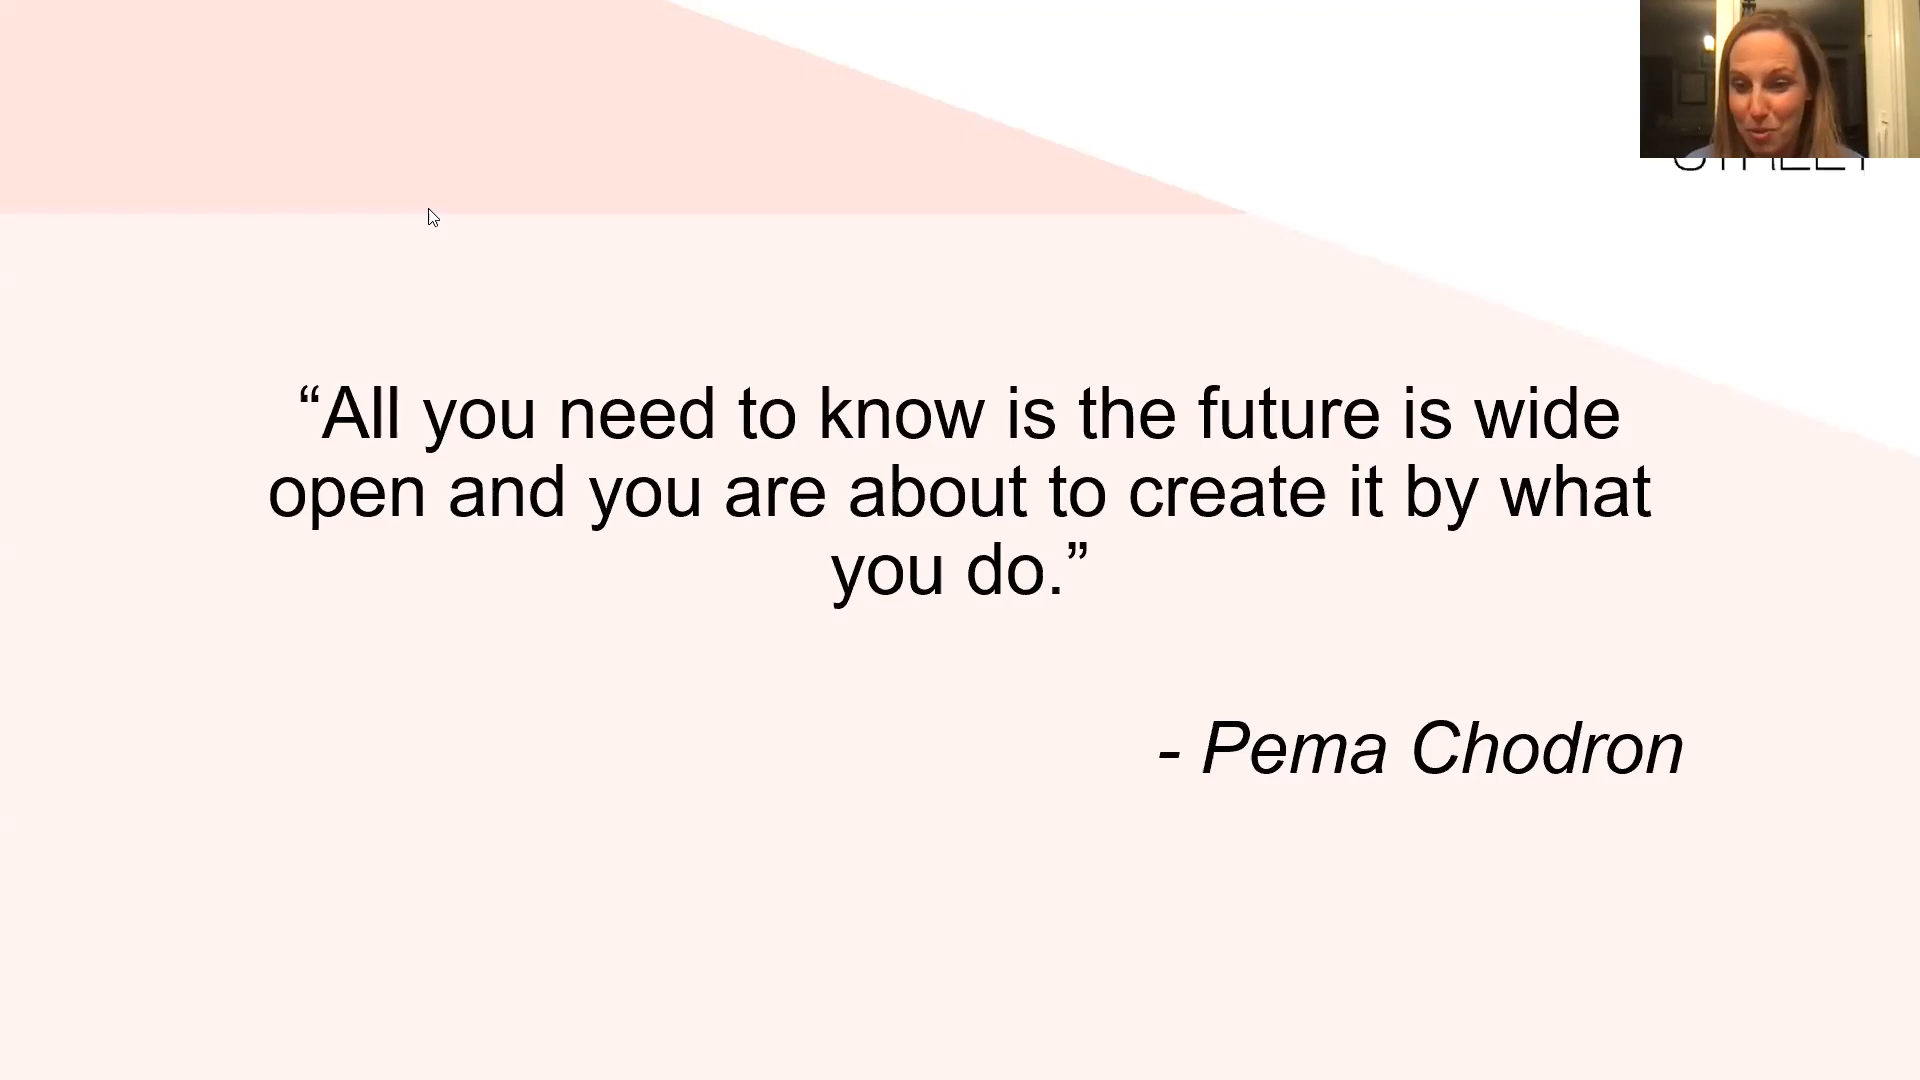 “All you need to know is the future is wide
open and you are about to create it by what
you do.”
- Pema Chodron